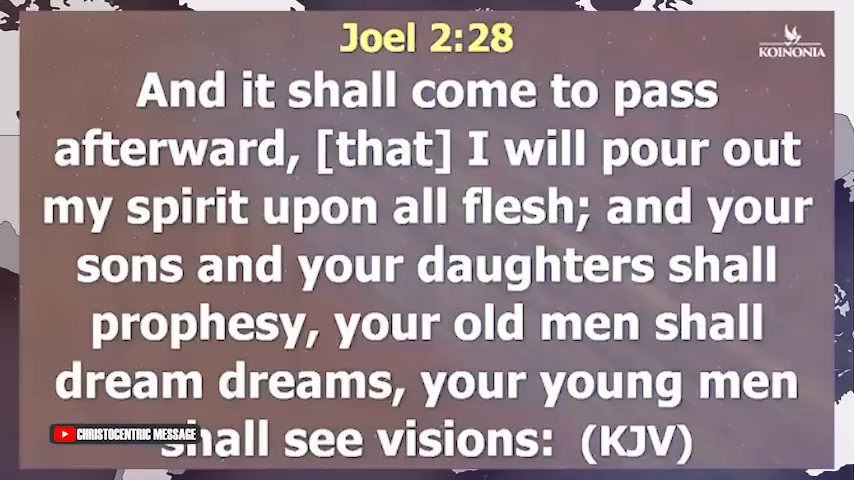 Joel 2:28
KOINONIA
And it shall come to pass
afterward, [that] I will pour out
my spirit upon all flesh; and your
sons and your daughters shall
prophesy, your old men shall
dream dreams, your young men
shall see visions: (KJV)
CHRISTOCENTRIC MESSAGE